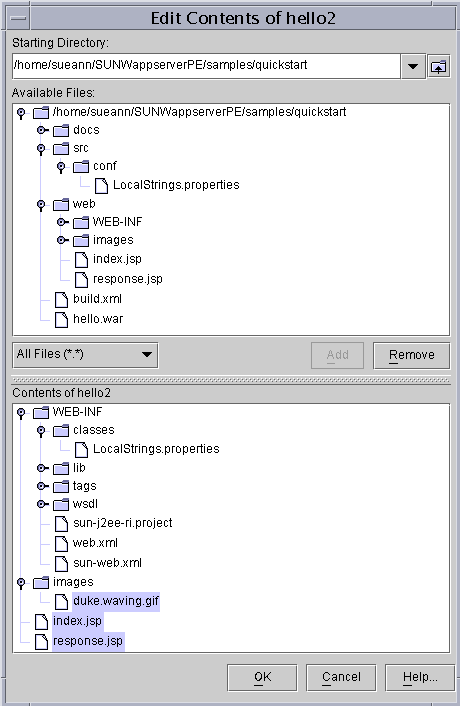 Edit Contents of hello2
Starting Directory:
/home/sueann/SUNWappserverPE/samples/quickstart
Available Files:
/home/sueann/SUNWappserverPE/samples/quickstart
docs
src
conf
LocalStrings.properties
web
WEB-INF
images
index.jsp
response.jsp
build.xml
hello.war
All Files (*.*)
Add
Remove
Contents of hello2
WEB-INF
classes
LocalStrings.properties
lib
tags
wsdl
sun-j2ee-ri.project
web.xml
sun-web.xml
images
duke.waving.gif
index.jsp
response.jsp
OK
Cancel
Help...